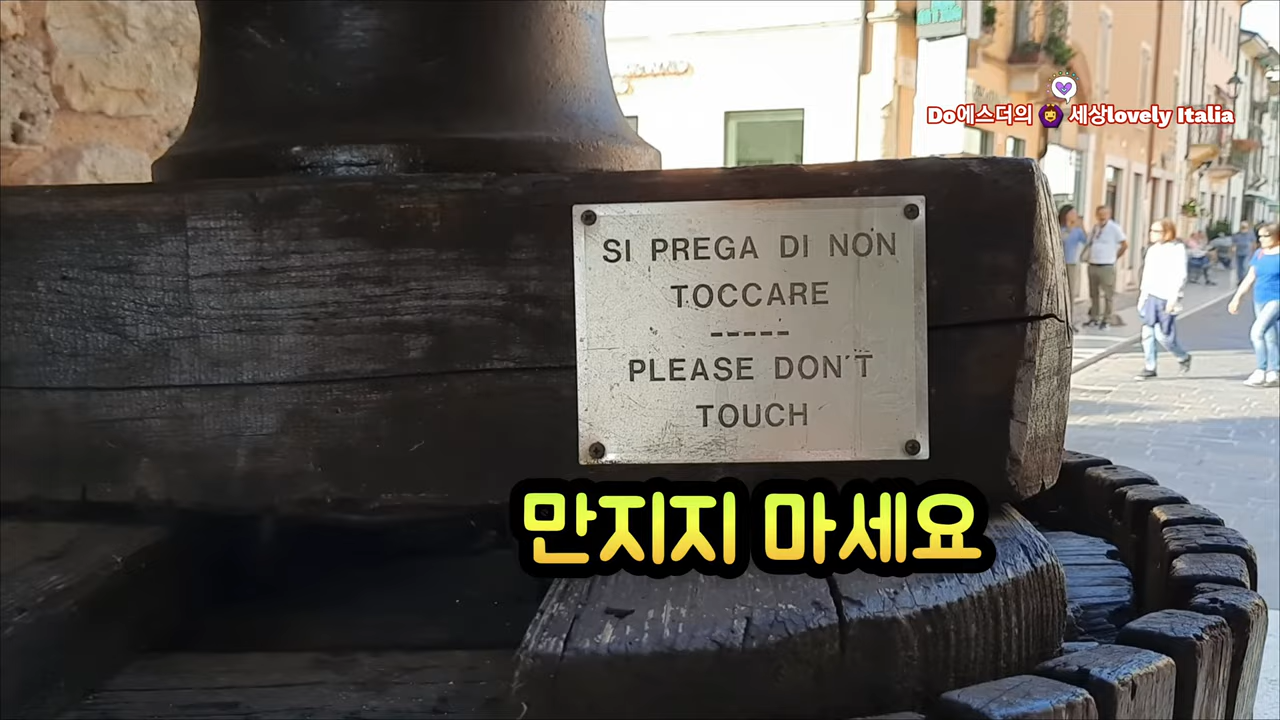 Do에스더의 세상lovely Italia
SI PREGA DI NON
TOCCARE
-----
PLEASE DON'T
TOUCH
만지지 마세요